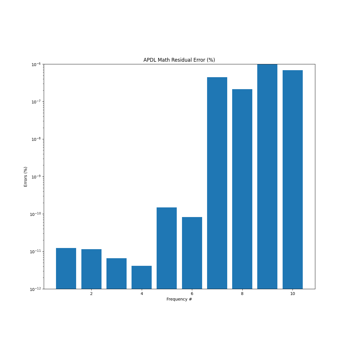 APDL Math Residual Error (%)
10⁻⁶
10⁻⁷
10⁻⁸
10⁻⁹
10⁻¹⁰
10⁻¹¹
10⁻¹²
Errors (%)
2 4 6 8 10
Frequency #